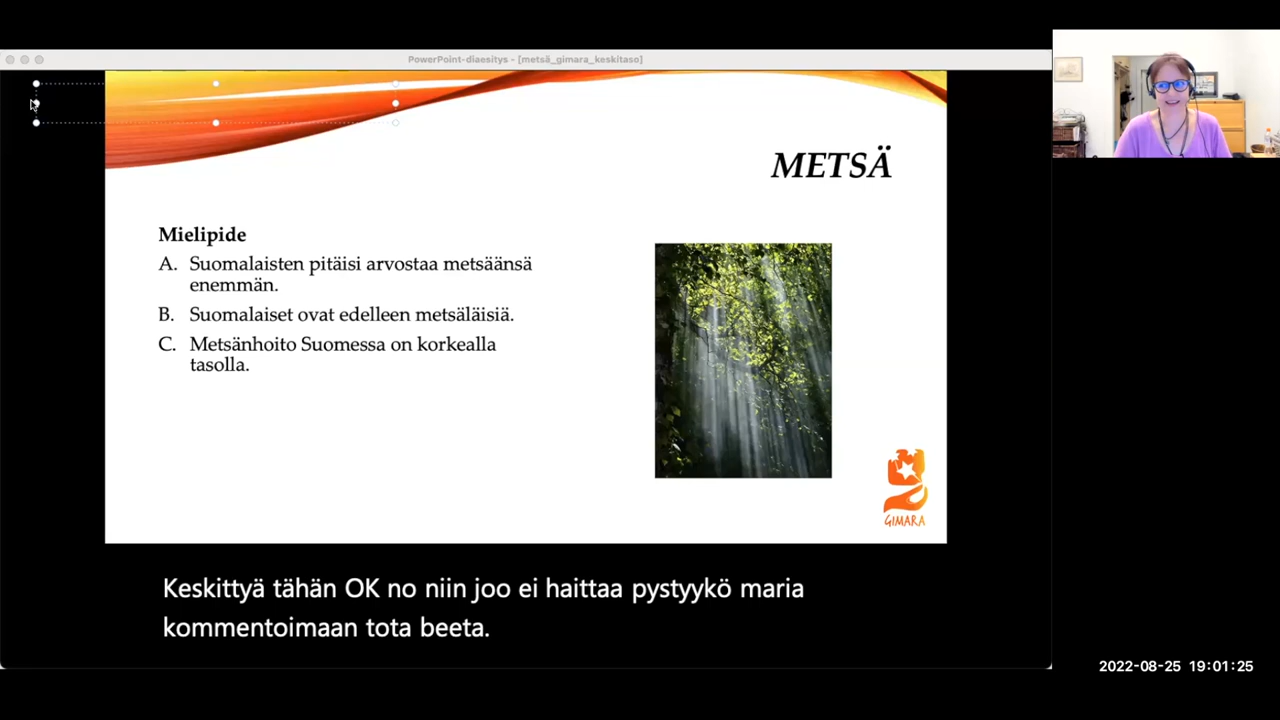 PowerPoint-diaesitys - [metsä_gimara_keskitaso]
METSÄ
Mielipide
A. Suomalaisten pitäisi arvostaa metsäänsä
enemmän.
B. Suomalaiset ovat edelleen metsäläisiä.
C. Metsänhoito Suomessa on korkealla
tasolla.
GIMARA
Keskittyä tähän OK no niin joo ei haittaa pystyykö maria
kommentoimaan tota beeta.
2022-08-25 19:01:25